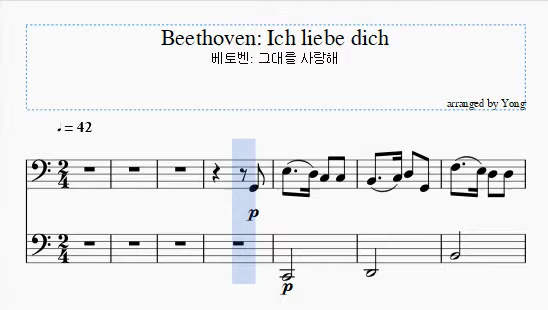 Beethoven: Ich liebe dich
베토벤: 그대를 사랑해
arranged by Yong
♩. = 42
2
4
p
2
4
p